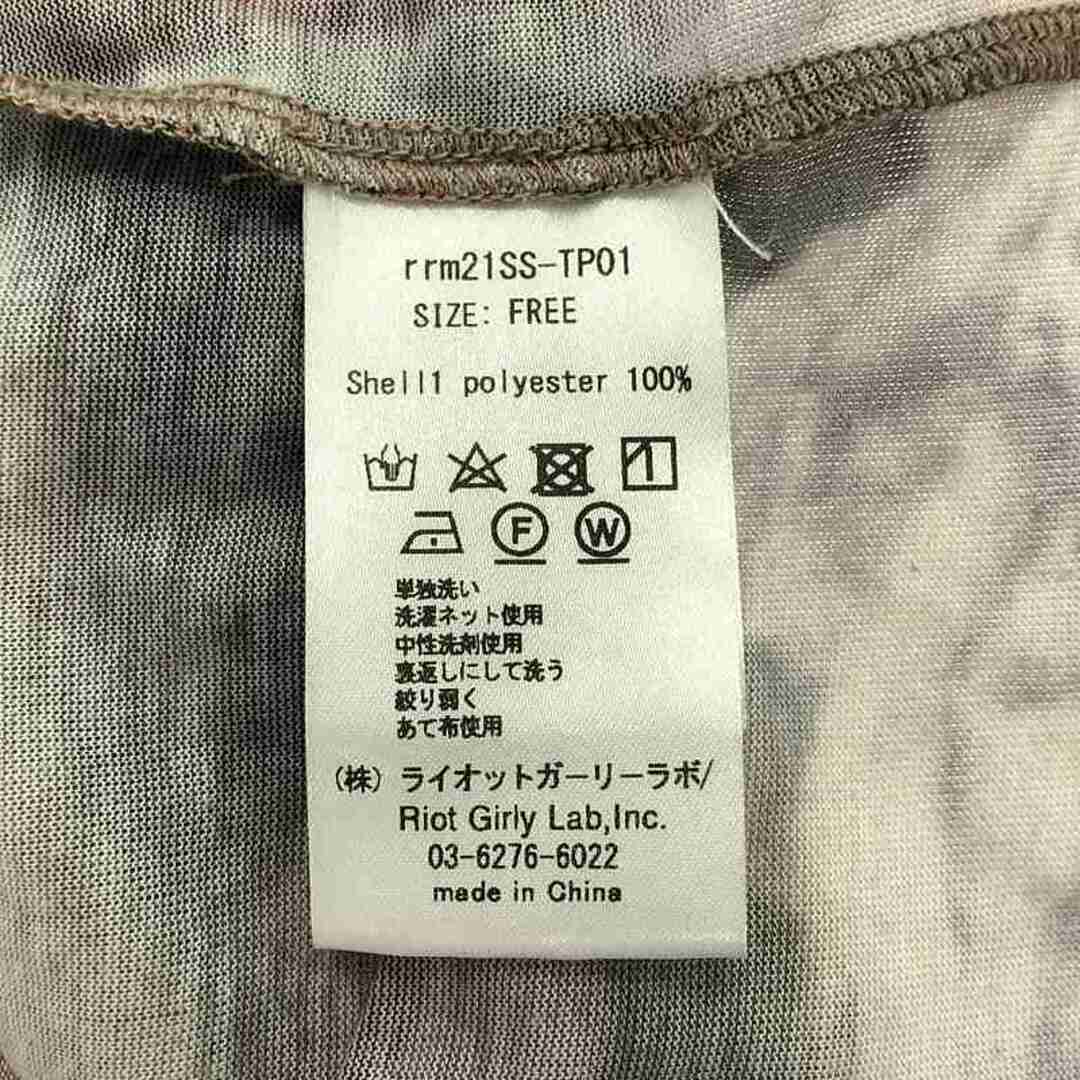 rrm21SS-TP01
SIZE: FREE
Shell1 polyester 100%
F W
単独洗い
洗濯ネット使用
中性洗剤使用
裏返しにして洗う
絞り弱く
あて布使用
(株) ライオットガーリーラボ/
Riot Girly Lab,Inc.
03-6276-6022
made in China